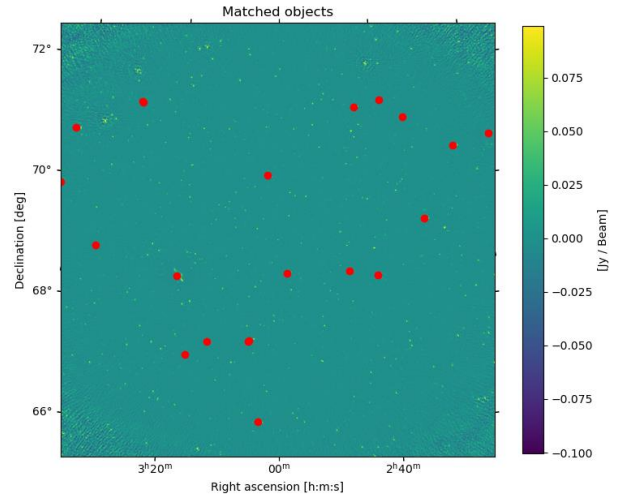 Matched objects
72°
70°
68°
66°
Declination [deg]
3h20m
00m
2h40m
Right ascension [h:m:s]
0.075
0.050
0.025
0.000
−0.025
−0.050
−0.075
−0.100
[Jy / Beam]